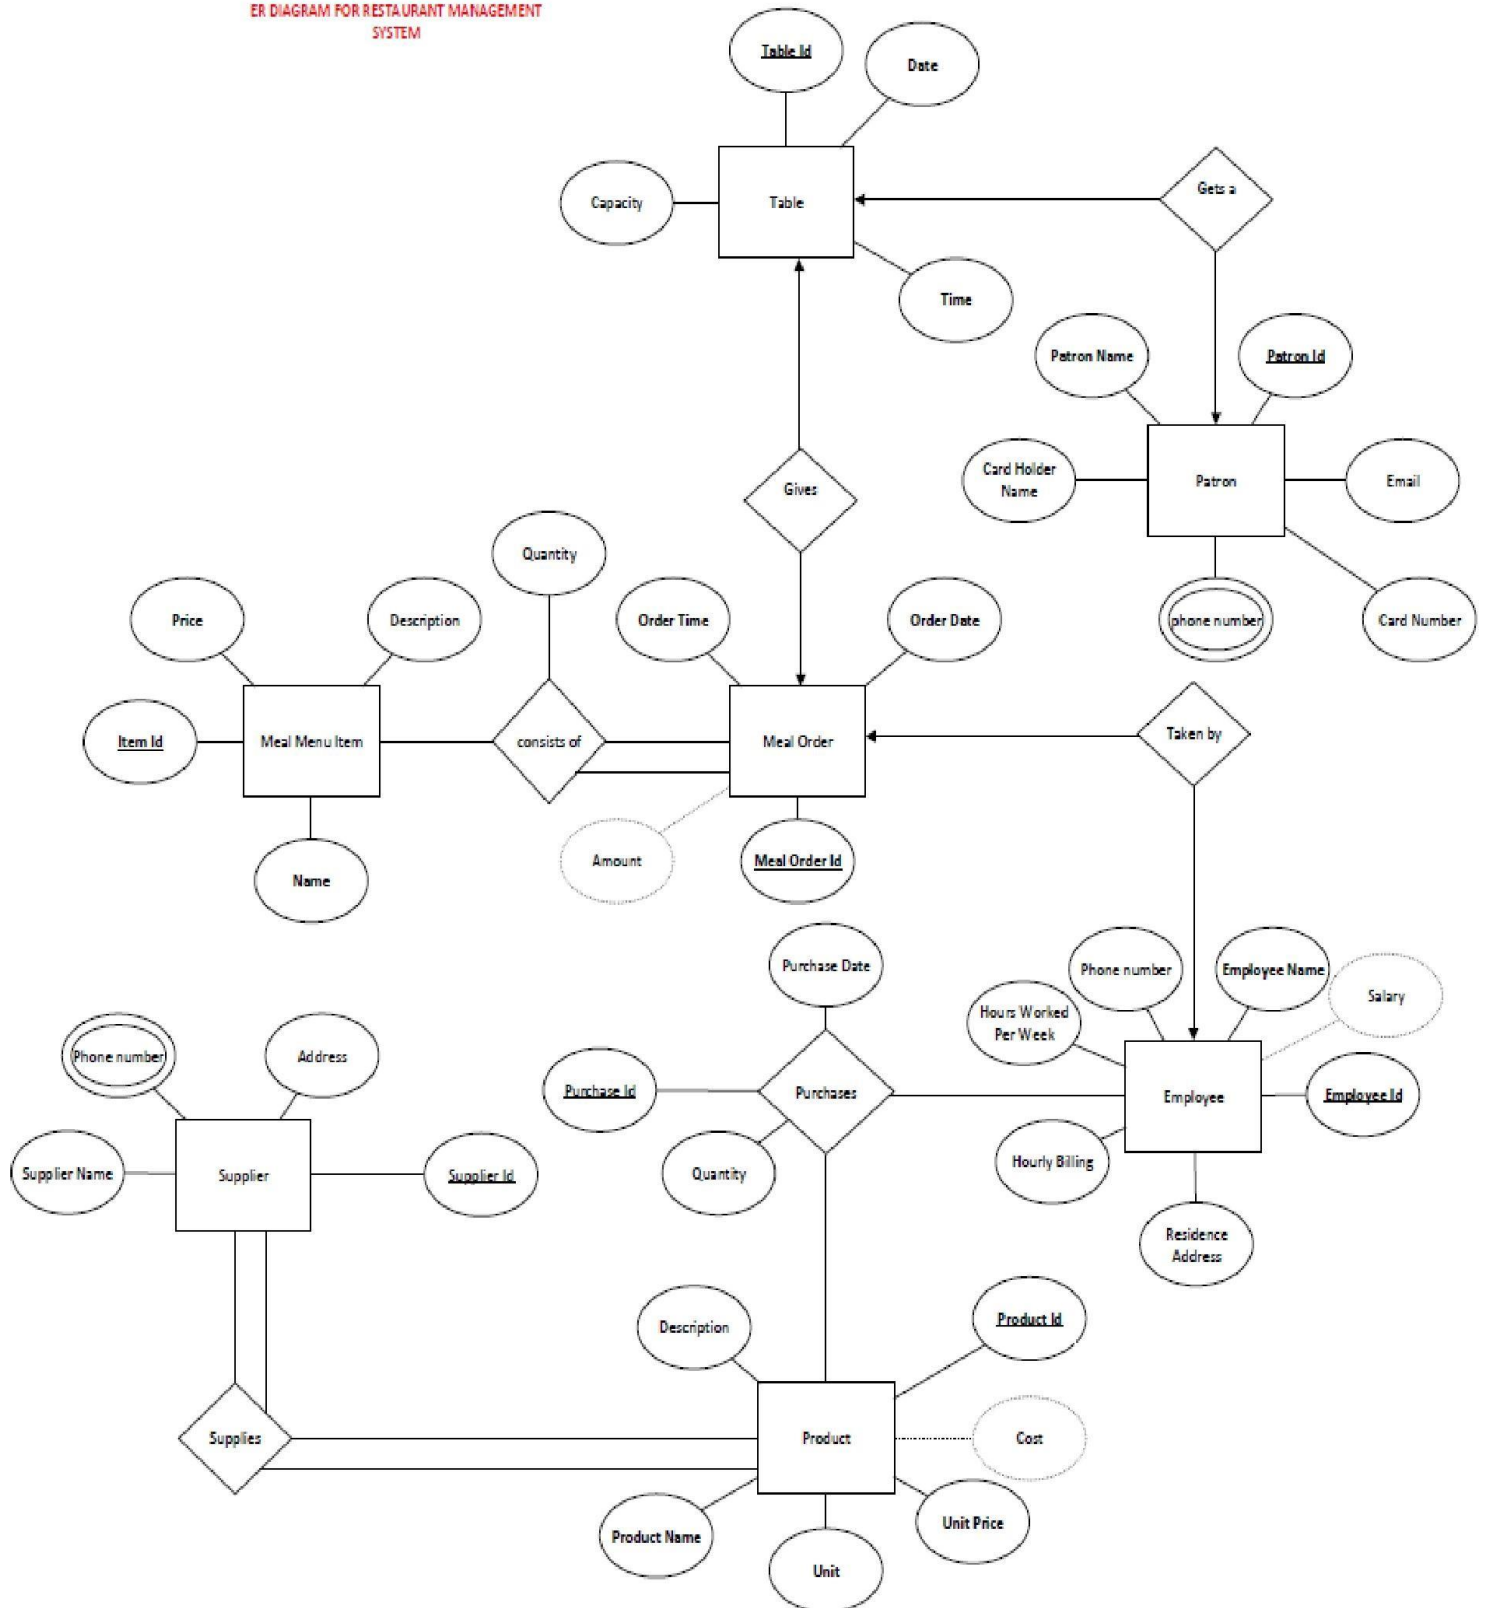 ER DIAGRAM FOR RESTAURANT MANAGEMENT
SYSTEM
Table Id
Date
Capacity
Table
Gets a
Time
Patron Name
Patron Id
Card Holder
Name
Patron
Email
Gives
Quantity
Price
Description
Order Time
Order Date
phone number
Card Number
Item Id
Meal Menu Item
consists of
Meal Order
Taken by
Amount
Meal Order Id
Name
Purchase Date
Phone number
Employee Name
Salary
Hours Worked
Per Week
Phone number
Address
Purchase Id
Purchases
Employee
Employee Id
Supplier Name
Supplier
Supplier Id
Quantity
Hourly Billing
Residence
Address
Description
Product Id
Supplies
Product
Cost
Product Name
Unit Price
Unit